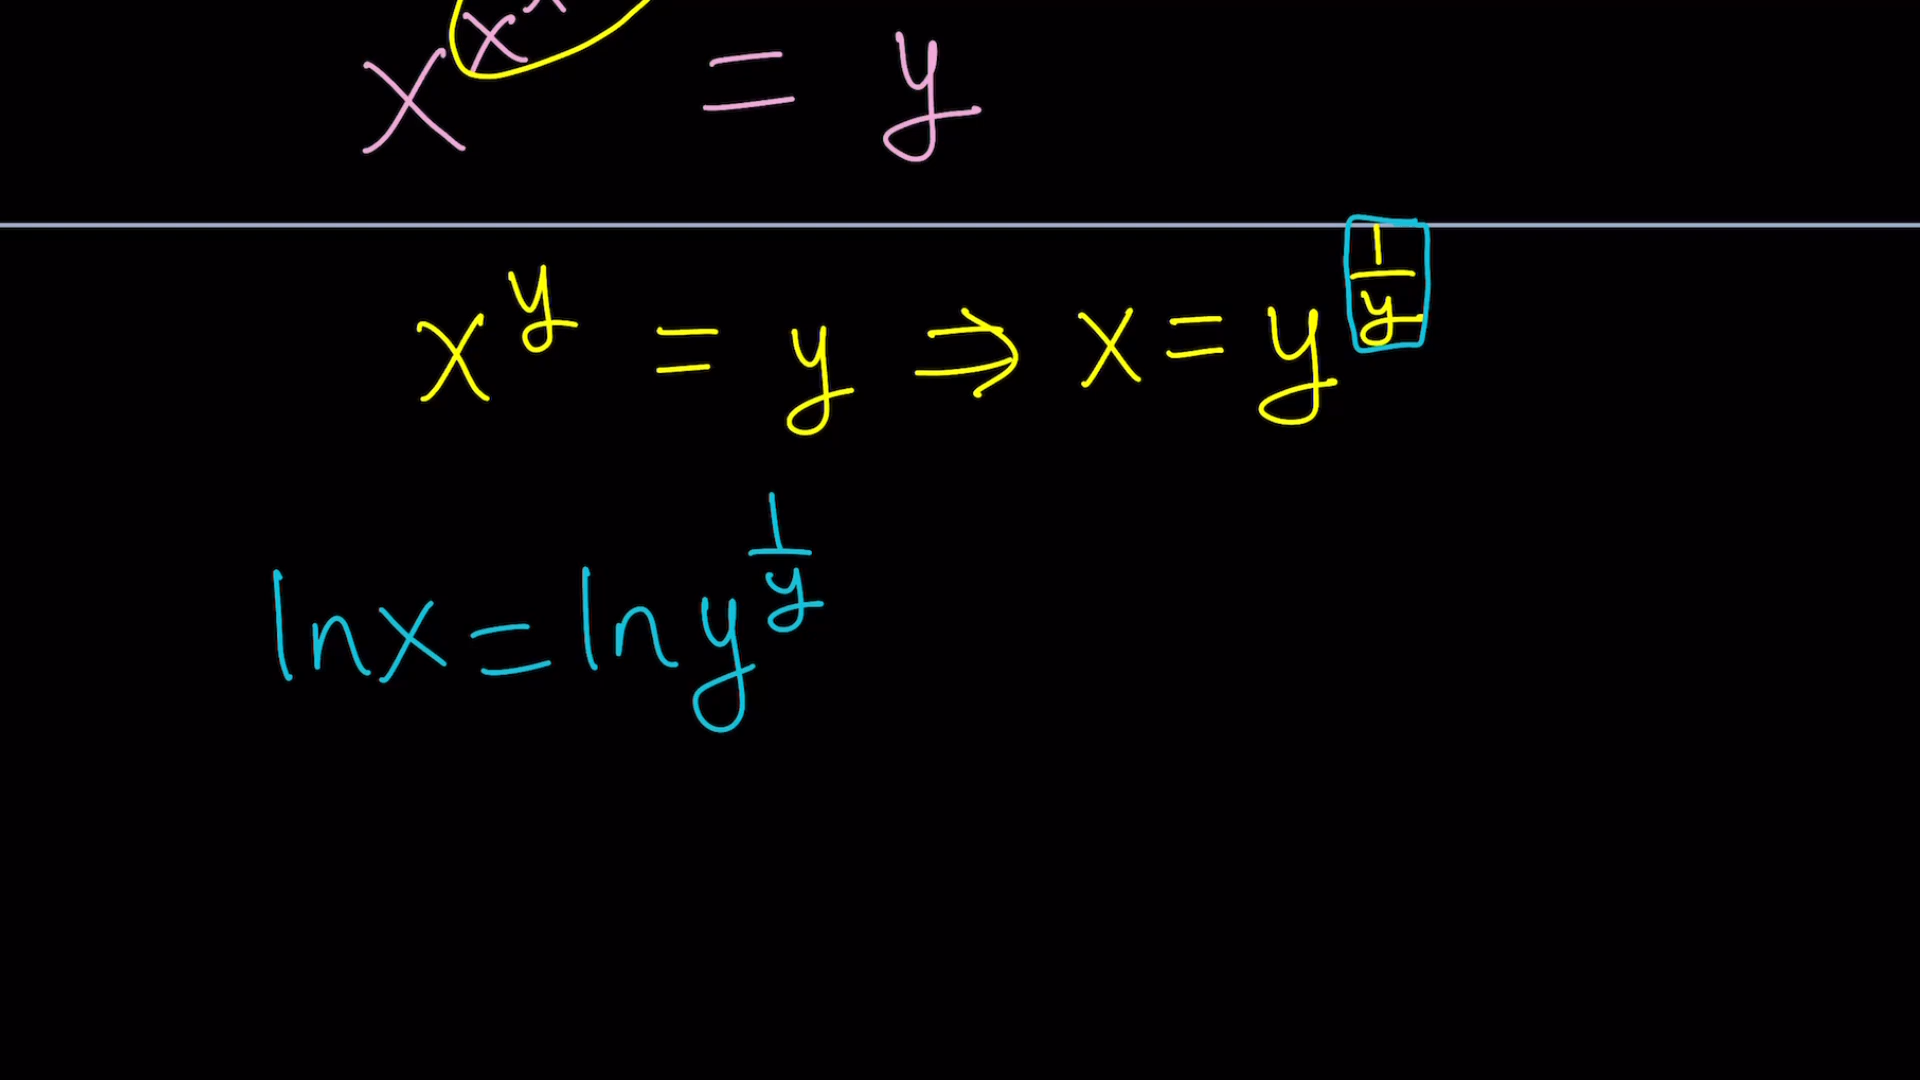 x^x^x = y
x^y = y ⇒ x = y^(1/y)
ln x = ln y^(1/y)